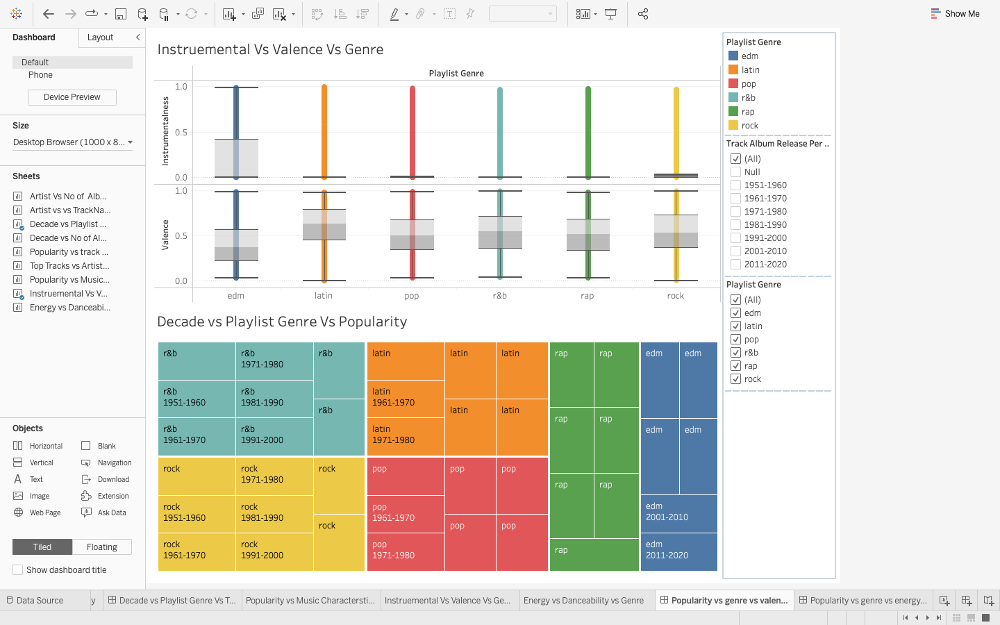 Show Me
Dashboard
Layout
Default
Phone
Device Preview
Size
Desktop Browser (1000 x 8...
Sheets
Artist Vs No of Alb...
Artist vs vs TrackNa...
Decade vs Playlist ...
Decade vs No of Al...
Popularity vs track ...
Top Tracks vs Artist...
Popularity vs Music...
Instruemental Vs V...
Energy vs Danceabi...
Objects
Horizontal
Blank
Vertical
Navigation
Text
Download
Image
Extension
Web Page
Ask Data
Tiled
Floating
Show dashboard title
Instruemental Vs Valence Vs Genre
Playlist Genre
Instrumentalness
1.0
0.5
0.0
Valence
1.0
0.5
0.0
edm
latin
pop
r&b
rap
rock
Decade vs Playlist Genre Vs Popularity
r&b
r&b
1951-1960
r&b
1961-1970
r&b
1971-1980
r&b
1981-1990
r&b
1991-2000
r&b
r&b
latin
latin
1961-1970
latin
1971-1980
latin
latin
latin
latin
rock
rock
1951-1960
rock
1961-1970
rock
1971-1980
rock
1981-1990
rock
1991-2000
rock
rock
pop
pop
1961-1970
pop
1971-1980
pop
pop
pop
pop
rap
rap
rap
rap
rap
rap
rap
edm
edm
edm
edm
edm
2001-2010
edm
2011-2020
Playlist Genre
edm
latin
pop
r&b
rap
rock
Track Album Release Per ..
(All)
Null
1951-1960
1961-1970
1971-1980
1981-1990
1991-2000
2001-2010
2011-2020
Playlist Genre
(All)
edm
latin
pop
r&b
rap
rock
Data Source
y
Decade vs Playlist Genre Vs T...
Popularity vs Music Charactersti...
Instruemental Vs Valence Vs Ge...
Energy vs Danceability vs Genre
Popularity vs genre vs valen...
Popularity vs genre vs energy...